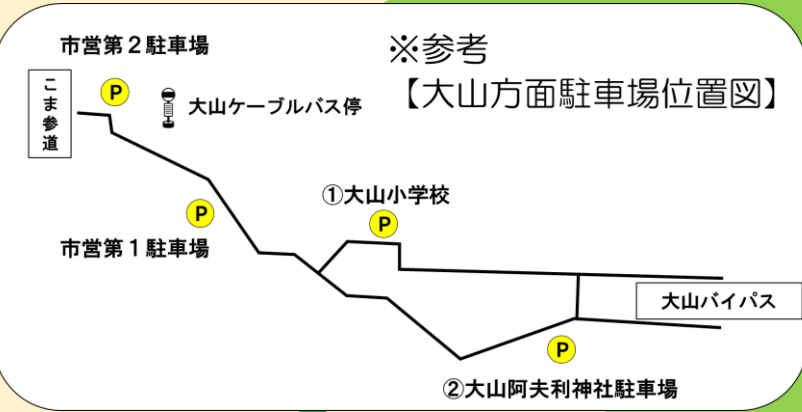 市営第２駐車場
※参考
【大山方面駐車場位置図】
こま参道
P
大山ケーブルバス停
①大山小学校
P
P
市営第１駐車場
大山バイパス
P
②大山阿夫利神社駐車場